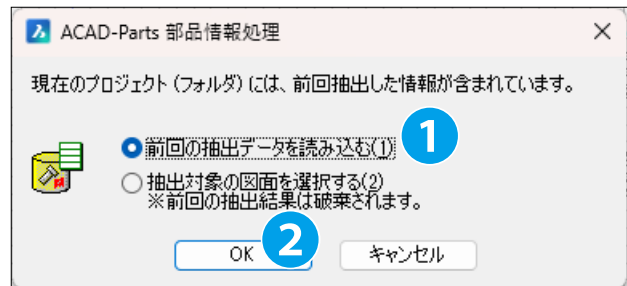 ACAD-Parts 部品情報処理
現在のプロジェクト（フォルダ）には、前回抽出した情報が含まれています。
前回の抽出データを読み込む(1)
1
抽出対象の図面を選択する(2)
※前回の抽出結果は破棄されます。
OK
2
キャンセル